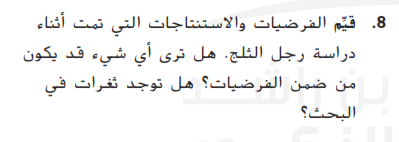 8. قيّم الفرضيات والاستنتاجات التي تمت أثناء
دراسة رجل الثلج. هل ترى أي شيء قد يكون
من ضمن الفرضيات؟ هل توجد ثغرات في
البحث؟